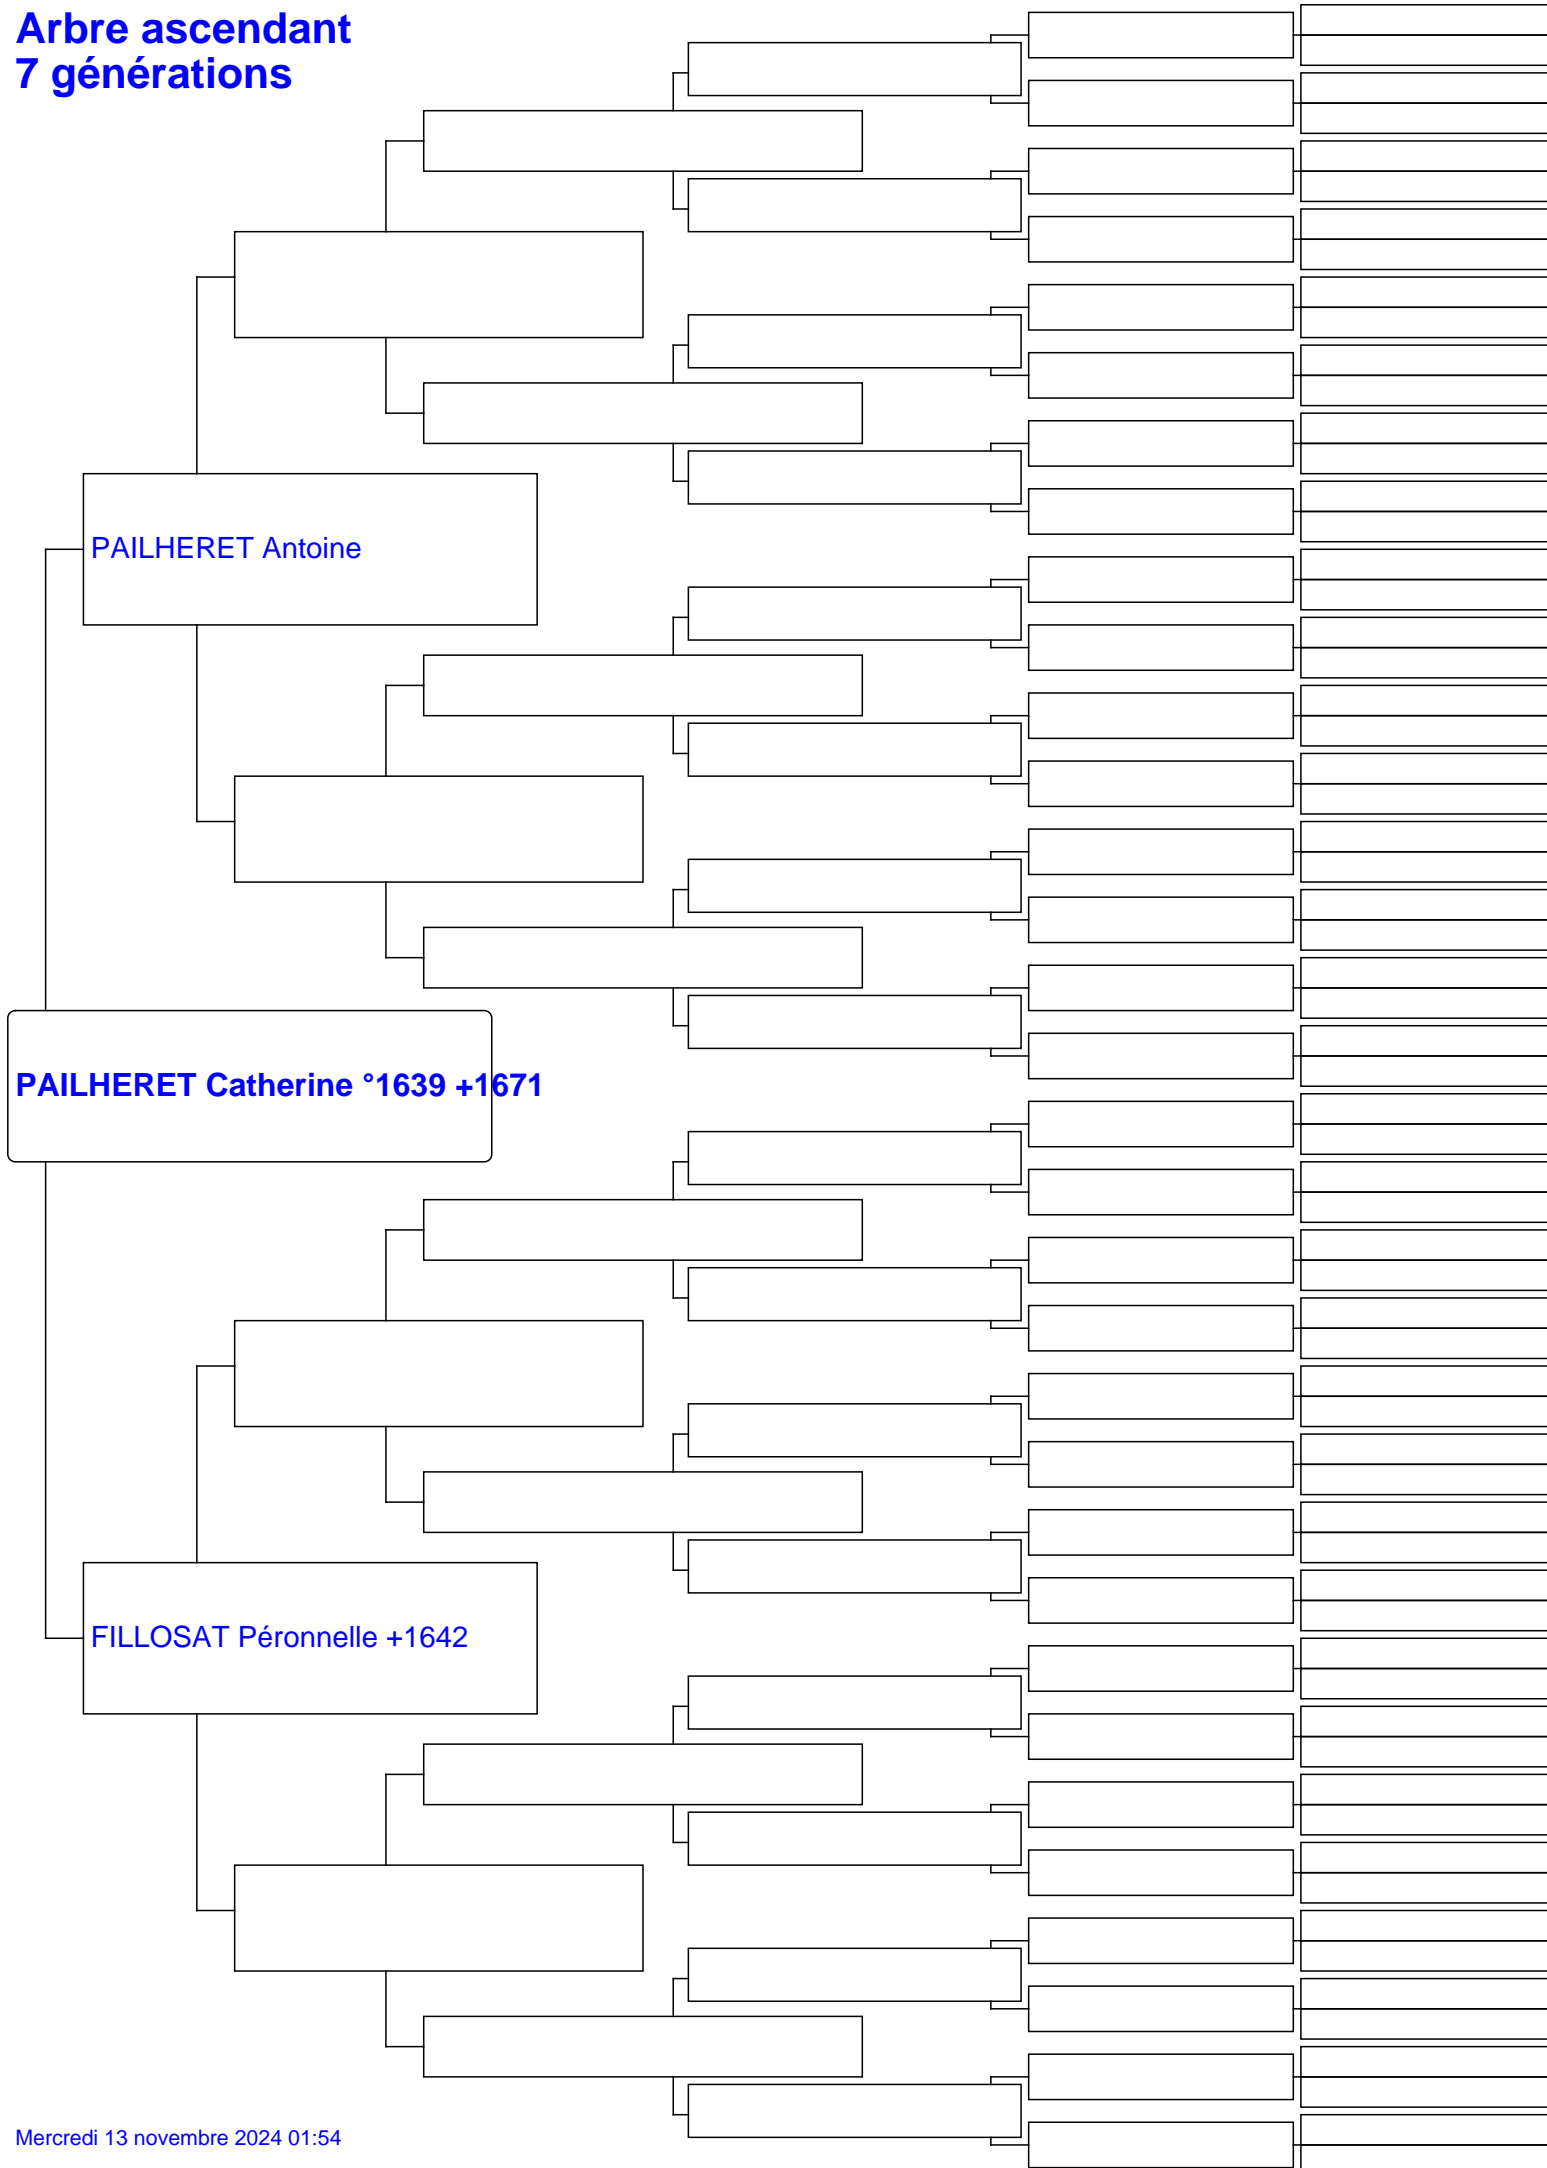 Arbre ascendant
7 générations
PAILHERET Antoine
PAILHERET Catherine °1639 +1671
FILLOSAT Péronnelle +1642
Mercredi 13 novembre 2024 01:54